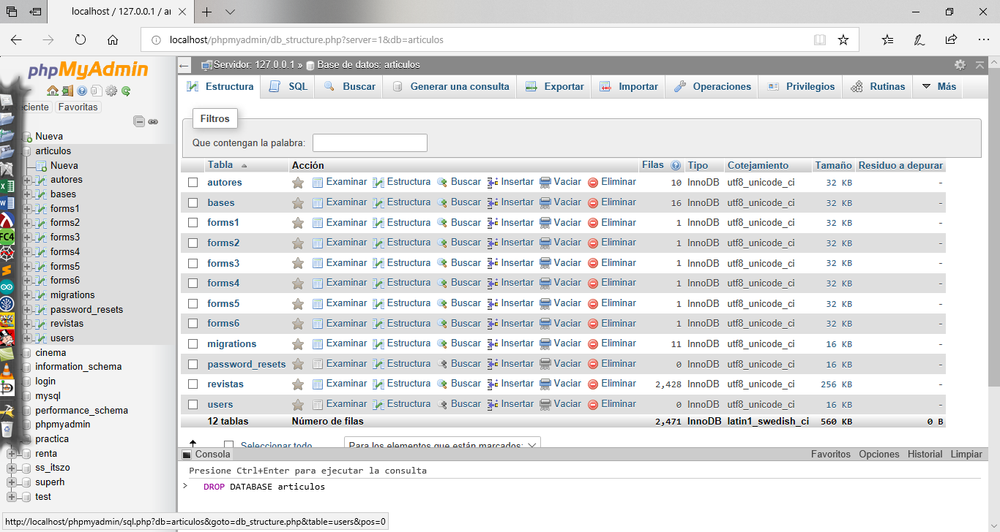 localhost / 127.0.0.1 / ar
localhost/phpmyadmin/db_structure.php?server=1&db=articulos
phpMyAdmin
Servidor: 127.0.0.1 » Base de datos: articulos
Estructura SQL Buscar Generar una consulta Exportar Importar Operaciones Privilegios Rutinas Más
ciente Favoritas
Nueva
articulos
Nueva
autores
bases
forms1
forms2
forms3
forms4
forms5
forms6
migrations
password_resets
revistas
users
cinema
information_schema
login
mysql
performance_schema
phpmyadmin
practica
renta
ss_itszo
superh
test
Filtros
Que contengan la palabra:
Tabla Acción Filas Tipo Cotejamiento Tamaño Residuo a depurar
autores Examinar Estructura Buscar Insertar Vaciar Eliminar 10 InnoDB utf8_unicode_ci 32 KB -
bases Examinar Estructura Buscar Insertar Vaciar Eliminar 16 InnoDB utf8_unicode_ci 32 KB -
forms1 Examinar Estructura Buscar Insertar Vaciar Eliminar 1 InnoDB utf8_unicode_ci 32 KB -
forms2 Examinar Estructura Buscar Insertar Vaciar Eliminar 1 InnoDB utf8_unicode_ci 32 KB -
forms3 Examinar Estructura Buscar Insertar Vaciar Eliminar 1 InnoDB utf8_unicode_ci 32 KB -
forms4 Examinar Estructura Buscar Insertar Vaciar Eliminar 1 InnoDB utf8_unicode_ci 32 KB -
forms5 Examinar Estructura Buscar Insertar Vaciar Eliminar 1 InnoDB utf8_unicode_ci 32 KB -
forms6 Examinar Estructura Buscar Insertar Vaciar Eliminar 1 InnoDB utf8_unicode_ci 32 KB -
migrations Examinar Estructura Buscar Insertar Vaciar Eliminar 11 InnoDB utf8_unicode_ci 16 KB -
password_resets Examinar Estructura Buscar Insertar Vaciar Eliminar 0 InnoDB utf8_unicode_ci 16 KB -
revistas Examinar Estructura Buscar Insertar Vaciar Eliminar 2,428 InnoDB utf8_unicode_ci 256 KB -
users Examinar Estructura Buscar Insertar Vaciar Eliminar 0 InnoDB utf8_unicode_ci 16 KB -
12 tablas Número de filas 2,471 InnoDB latin1_swedish_ci 560 KB 0 B
Seleccionar todo Para los elementos que están marcados:
Consola Favoritos Opciones Historial Limpiar
Presione Ctrl+Enter para ejecutar la consulta
> DROP DATABASE articulos
http://localhost/phpmyadmin/sql.php?db=articulos&goto=db_structure.php&table=users&pos=0